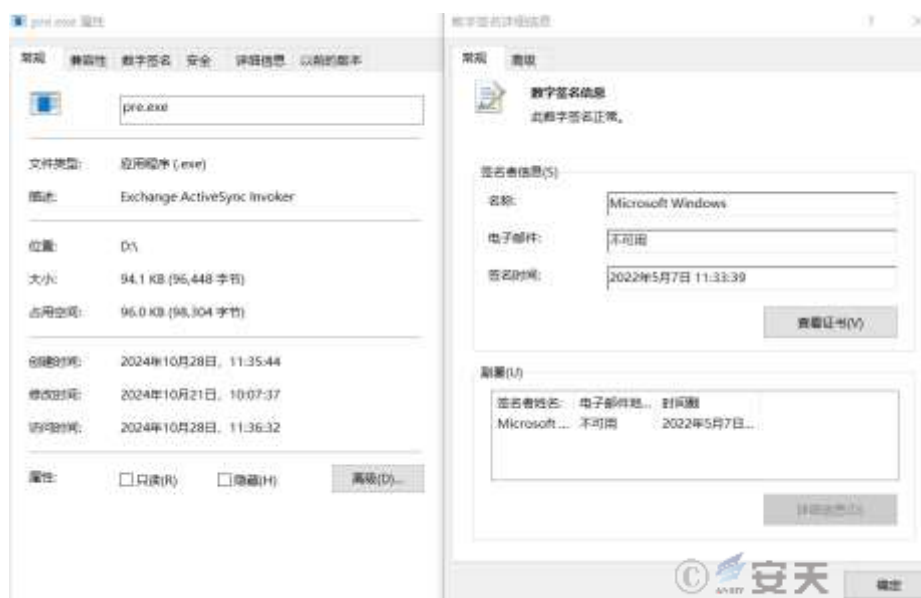 pre.exe 属性
常规 兼容性 数字签名 安全 详细信息 以前的版本
pre.exe
文件类型: 应用程序 (.exe)
描述: Exchange ActiveSync Invoker
位置: D:\
大小: 94.1 KB (96,448 字节)
占用空间: 96.0 KB (98,304 字节)
创建时间: 2024年10月28日，11:35:44
修改时间: 2024年10月21日，10:07:37
访问时间: 2024年10月28日，11:36:32
属性: 只读(R) 隐藏(H) 高级(D)...
数字签名详细信息 ?
常规 高级
数字签名信息
此数字签名正常。
签名者信息(S)
名称: Microsoft Windows
电子邮件: 不可用
签名时间: 2022年5月7日 11:33:39
查看证书(V)
副署(U)
签名者姓名: 电子邮件地... 时间戳
Microsoft ... 不可用 2022年5月7日...
详细信息(D)
© 安天
ANTIY
确定